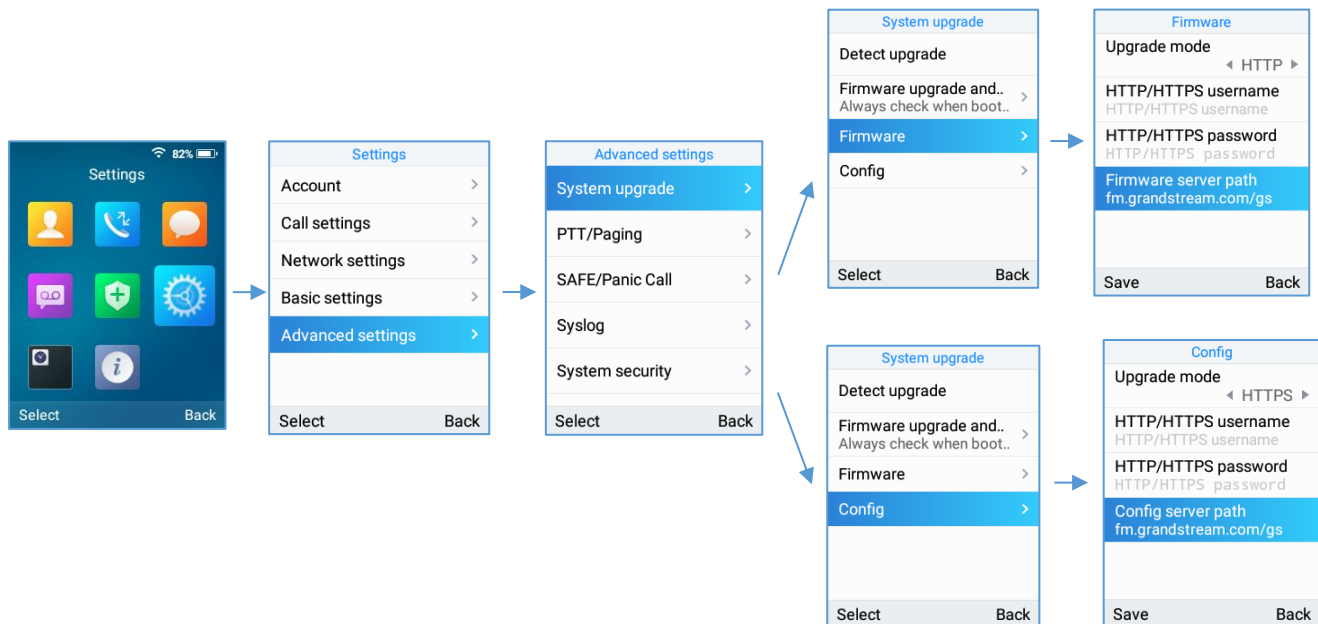 82%
Settings
Select Back
Settings
Account
Call settings
Network settings
Basic settings
Advanced settings
Select Back
Advanced settings
System upgrade
PTT/Paging
SAFE/Panic Call
Syslog
System security
Select Back
System upgrade
Detect upgrade
Firmware upgrade and..
Always check when boot..
Firmware
Config
Select Back
Firmware
Upgrade mode
HTTP
HTTP/HTTPS username
HTTP/HTTPS username
HTTP/HTTPS password
HTTP/HTTPS password
Firmware server path
fm.grandstream.com/gs
Save Back
System upgrade
Detect upgrade
Firmware upgrade and..
Always check when boot..
Firmware
Config
Select Back
Config
Upgrade mode
HTTPS
HTTP/HTTPS username
HTTP/HTTPS username
HTTP/HTTPS password
HTTP/HTTPS password
Config server path
fm.grandstream.com/gs
Save Back